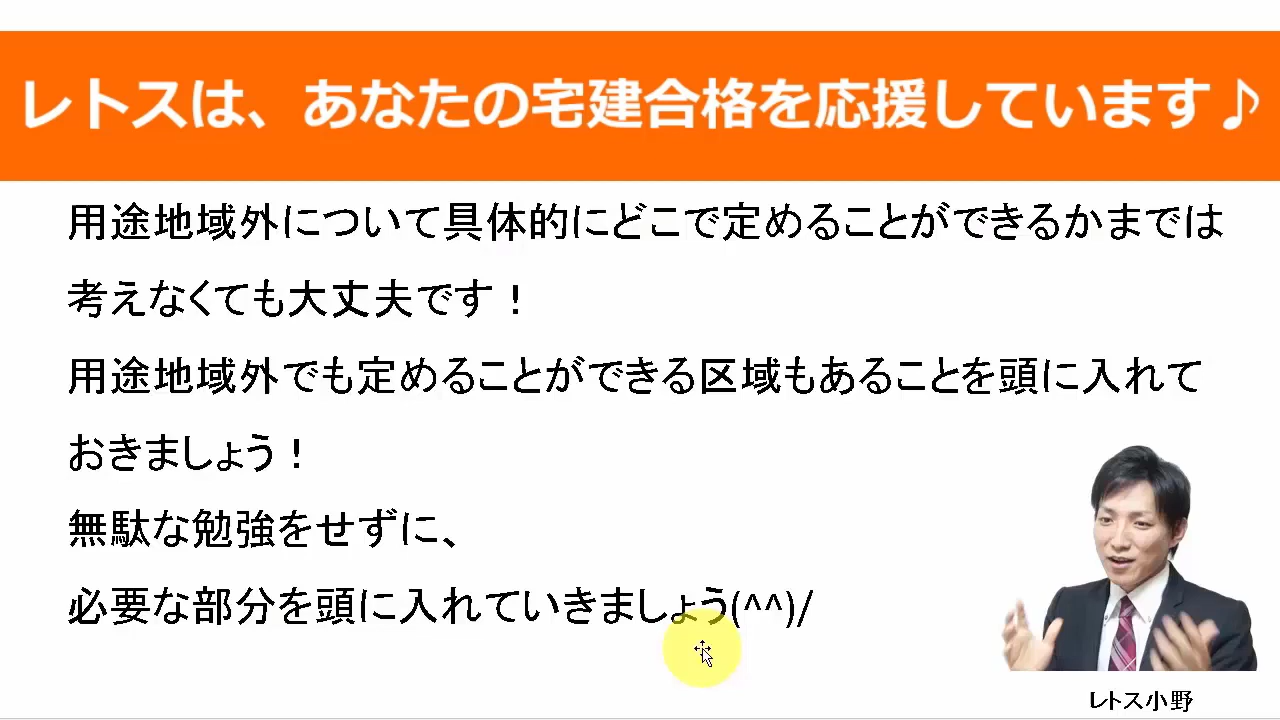 レトスは、あなたの宅建合格を応援しています♪
用途地域外について具体的にどこで定めることができるかまでは
考えなくても大丈夫です！
用途地域外でも定めることができる区域もあることを頭に入れて
おきましょう！
無駄な勉強をせずに、
必要な部分を頭に入れていきましょう(^^)/
レトス小野